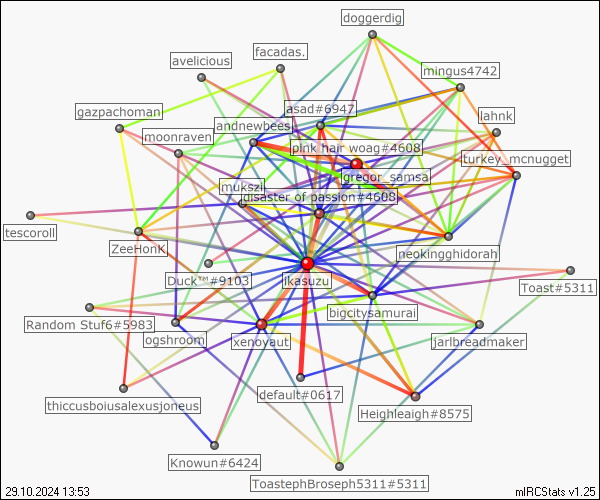 doggerdig
facadas.
avelicious
mingus4742
asad#6947
gazpachoman
lahnk
andnewbees
moonraven
pink hair woag#4608
turkey_mcnugget
gregor_samsa
mukszi
disaster of passion#4608
tescoroll
ZeeHonK
neokingghidorah
Duck™#9103
ikasuzu
Toast#5311
bigcitysamurai
Random Stuf6#5983
ogshroom
xenoyaut
jarlbreadmaker
default#0617
thiccusboiusalexusjoneus
Heighleaigh#8575
Knowun#6424
ToastephBroseph5311#5311
29.10.2024 13:53
mIRCStats v1.25